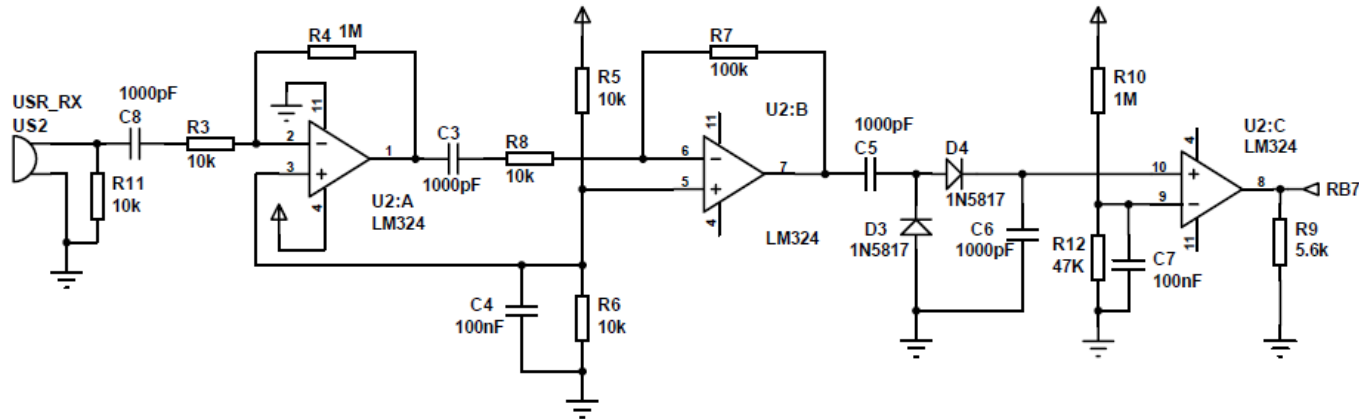 USR_RX
US2
1000pF
C8
R11
10k
R3
10k
R4 1M
11
2
3
1
4
U2:A
LM324
C3
1000pF
R8
10k
R5
10k
C4
100nF
R6
10k
R7
100k
U2:B
11
6
5
7
4
LM324
1000pF
C5
D4
1N5817
D3
1N5817
C6
1000pF
R10
1M
R12
47K
C7
100nF
U2:C
LM324
4
10
9
8
11
RB7
R9
5.6k